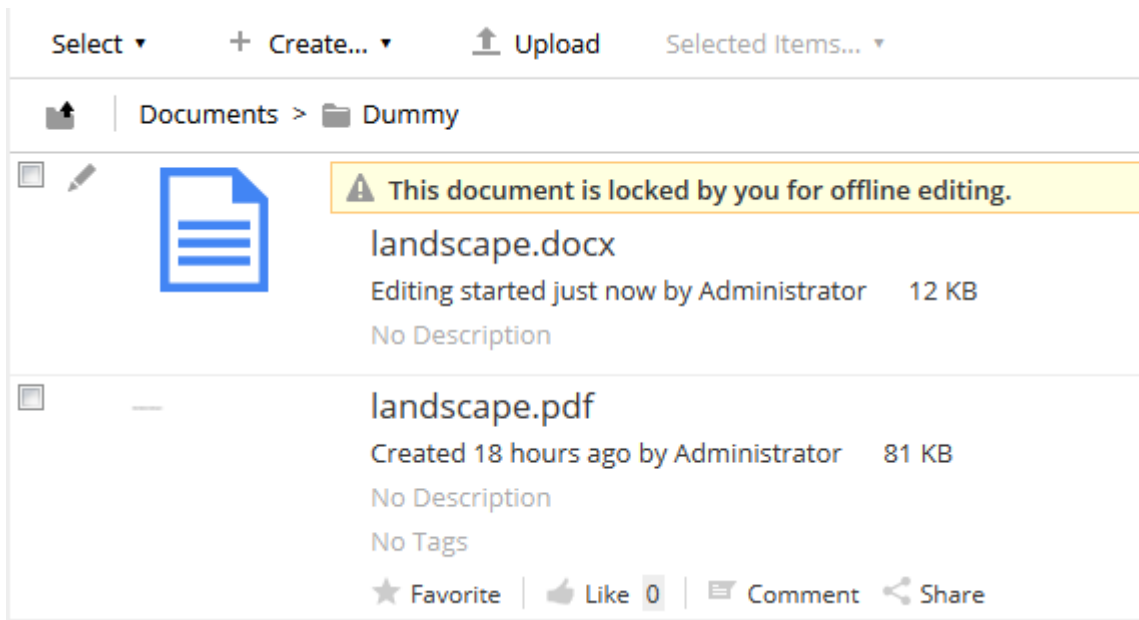 Select ▾ + Create... ▾ Upload Selected Items... ▾
Documents > Dummy
This document is locked by you for offline editing.
landscape.docx
Editing started just now by Administrator 12 KB
No Description
landscape.pdf
Created 18 hours ago by Administrator 81 KB
No Description
No Tags
Favorite Like 0 Comment Share